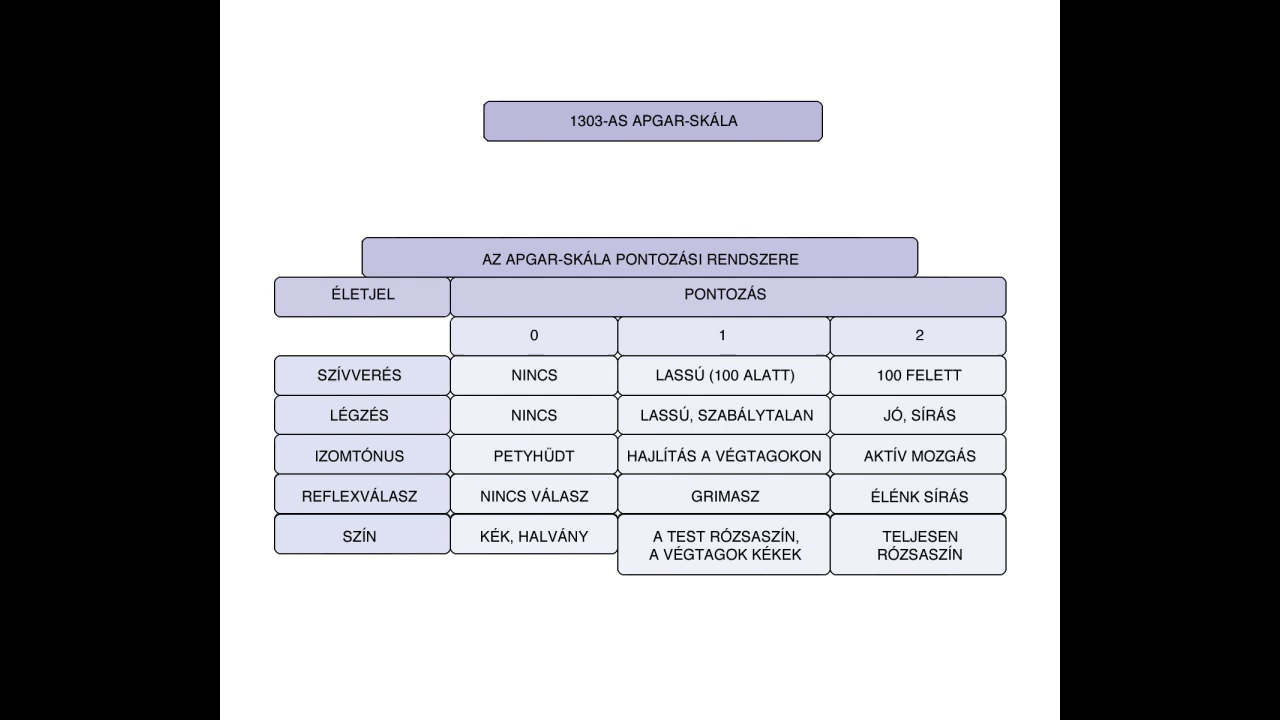 1303-AS APGAR-SKÁLA
AZ APGAR-SKÁLA PONTOZÁSI RENDSZERE
ÉLETJEL PONTOZÁS
0 1 2
SZÍVVERÉS NINCS LASSÚ (100 ALATT) 100 FELETT
LÉGZÉS NINCS LASSÚ, SZABÁLYTALAN JÓ, SÍRÁS
IZOMTÓNUS PETYHÜDT HAJLÍTÁS A VÉGTAGOKON AKTÍV MOZGÁS
REFLEXVÁLASZ NINCS VÁLASZ GRIMASZ ÉLÉNK SÍRÁS
SZÍN KÉK, HALVÁNY A TEST RÓZSASZÍN, TELJESEN
A VÉGTAGOK KÉKEK RÓZSASZÍN